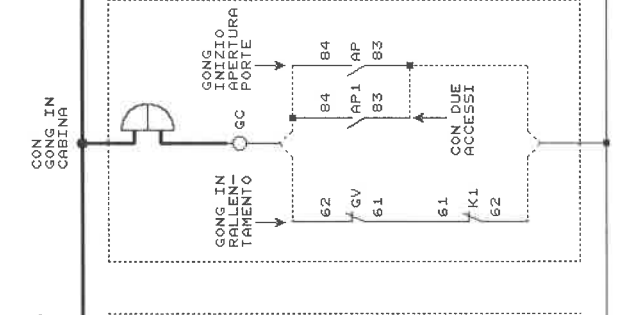 CON
GONG IN
CABINA
GC
GONG
INIZIO
APERTURA
PORTE
84
AP
83
84
AP1
83
CON DUE
ACCESSI
GONG IN
RALLEN-
TAMENTO
62
GV
61
61
K1
62